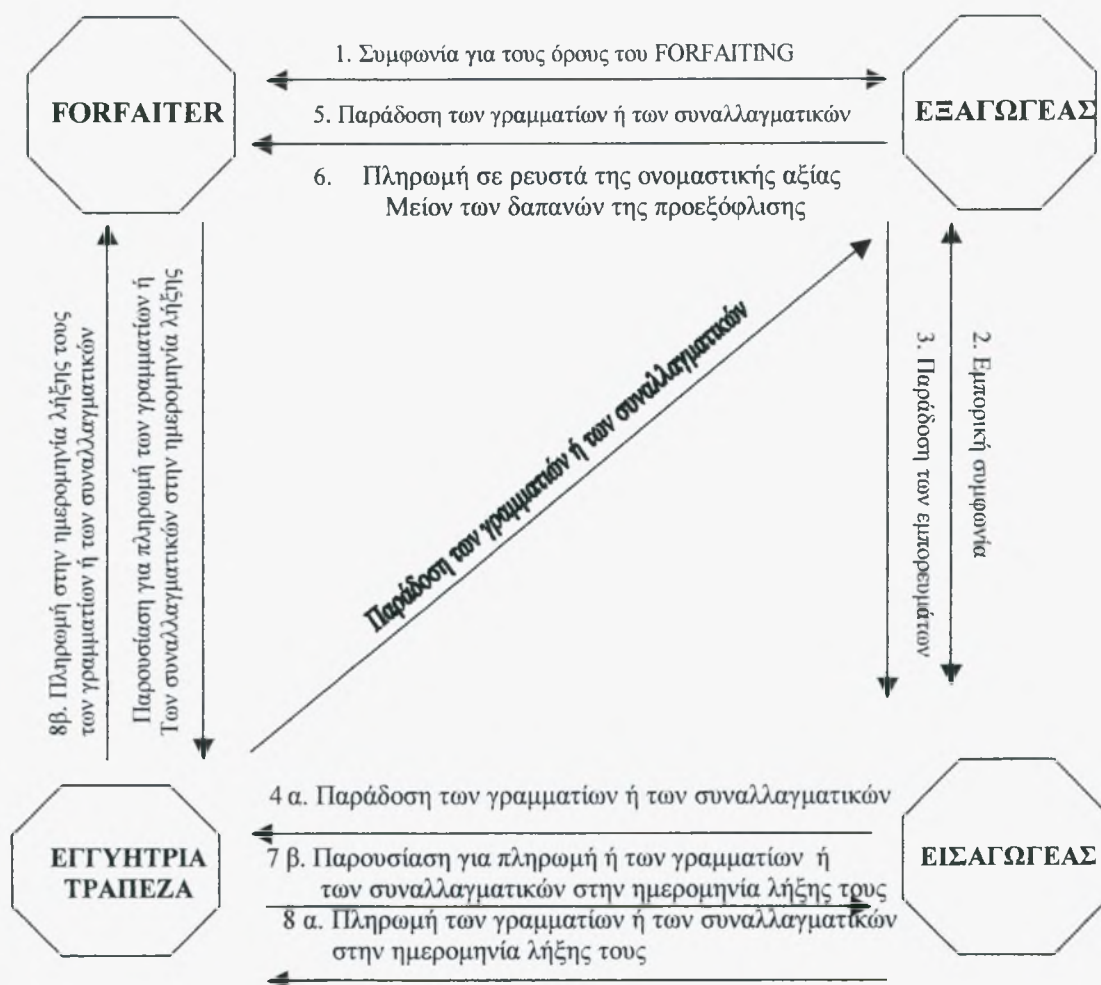 1. Συμφωνία για τους όρους του FORFAITING
FORFAITER
ΕΞΑΓΩΓΕΑΣ
5. Παράδοση των γραμματίων ή των συναλλαγματικών
6. Πληρωμή σε ρευστά της ονομαστικής αξίας
Μείον των δαπανών της προεξόφλισης
8β. Πληρωμή στην ημερομηνία λήξης τους
των γραμματίων ή των συναλλαγματικών
Παρουσίαση για πληρωμή των γραμματίων ή
Των συναλλαγματικών στην ημερομηνία λήξης
Παράδοση των γραμματιών ή των συναλλαγματικών
2. Εμπορική συμφωνία
3. Παράδοση των εμπορευμάτων
4 α. Παράδοση των γραμματίων ή των συναλλαγματικών
ΕΓΓΥΗΤΡΙΑ
ΤΡΑΠΕΖΑ
7 β. Παρουσίαση για πληρωμή ή των γραμματίων ή
των συναλλαγματικών στην ημερομηνία λήξης τους
ΕΙΣΑΓΩΓΕΑΣ
8 α. Πληρωμή των γραμματίων ή των συναλλαγματικών
στην ημερομηνία λήξης τους